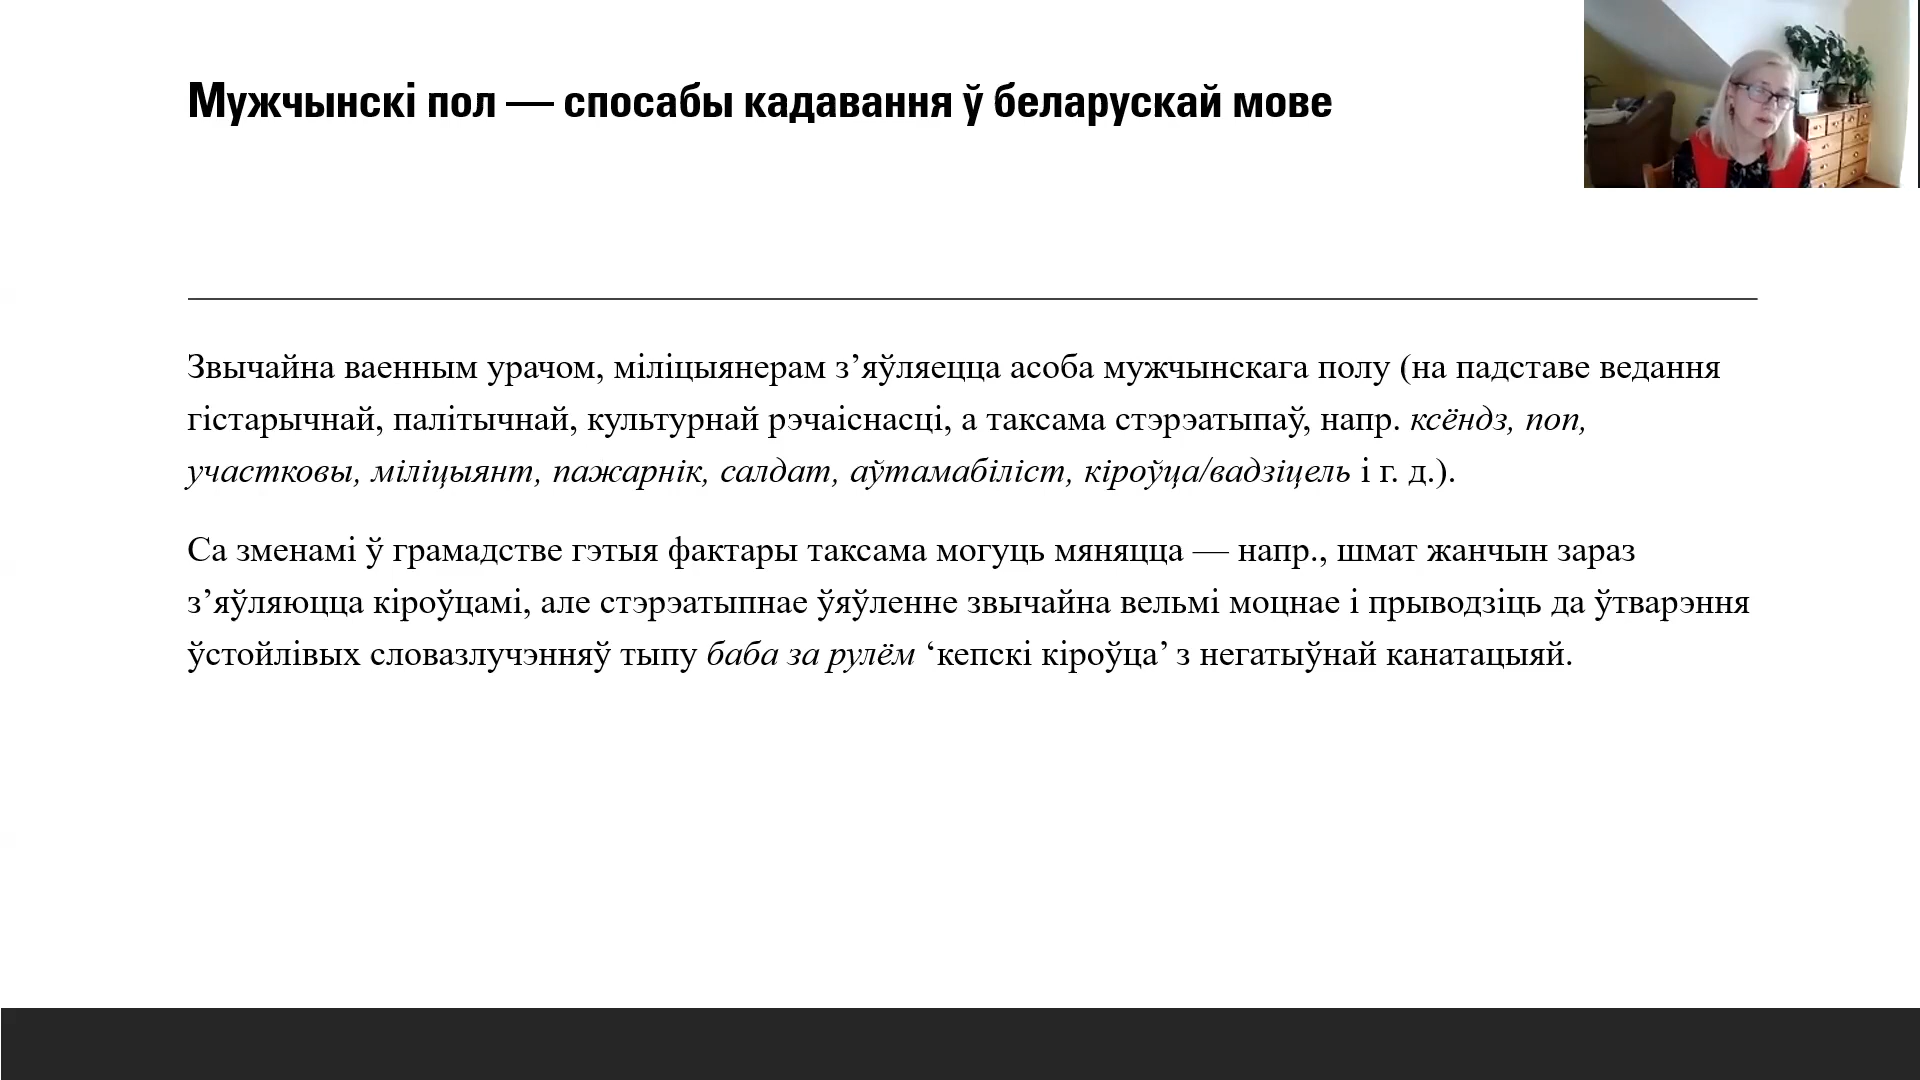 Мужчынскі пол — спосабы кадавання ў беларускай мове
Звычайна ваенным урачом, міліцыянерам з’яўляецца асоба мужчынскага полу (на падставе ведання
гістарычнай, палітычнай, культурнай рэчаіснасці, а таксама стэрэатыпаў, напр. ксёндз, поп,
участковы, міліцыянт, пажарнік, салдат, аўтамабіліст, кіроўца/вадзіцель і г. д.).
Са зменамі ў грамадстве гэтыя фактары таксама могуць мяняцца — напр., шмат жанчын зараз
з’яўляюцца кіроўцамі, але стэрэатыпнае ўяўленне звычайна вельмі моцнае і прыводзіць да ўтварэння
ўстойлівых словазлучэнняў тыпу баба за рулём ‘кепскі кіроўца’ з негатыўнай канатацыяй.